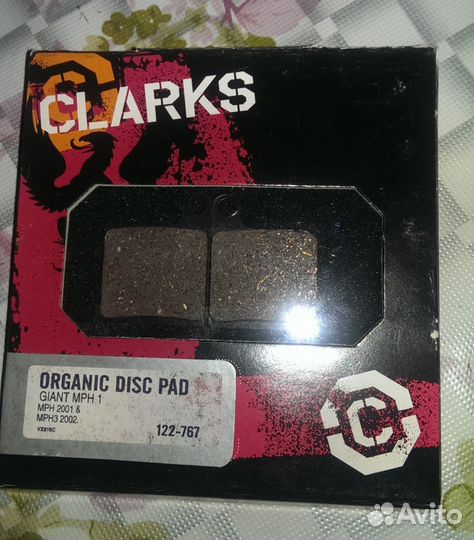 CLARKS
ORGANIC DISC PAD
GIANT MPH 1
MPH 2001 &
MPH3 2002.
VX816C
122-767
C
Avito